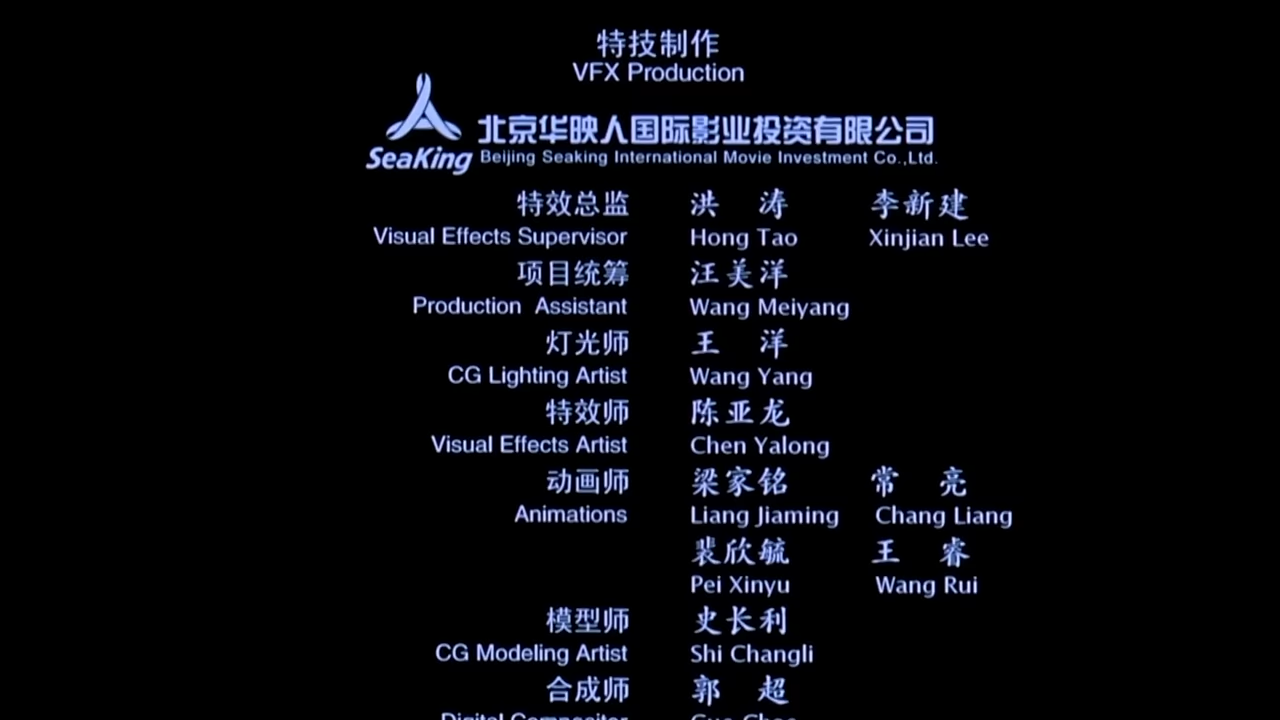 特技制作
VFX Production
北京华映人国际影业投资有限公司
SeaKing Beijing Seaking International Movie Investment Co.,Ltd.
特效总监 洪 涛 李新建
Visual Effects Supervisor Hong Tao Xinjian Lee
项目统筹 汪美洋
Production Assistant Wang Meiyang
灯光师 王 洋
CG Lighting Artist Wang Yang
特效师 陈亚龙
Visual Effects Artist Chen Yalong
动画师 梁家铭 常 亮
Animations Liang Jiaming Chang Liang
裴欣毓 王 睿
Pei Xinyu Wang Rui
模型师 史长利
CG Modeling Artist Shi Changli
合成师 郭 超